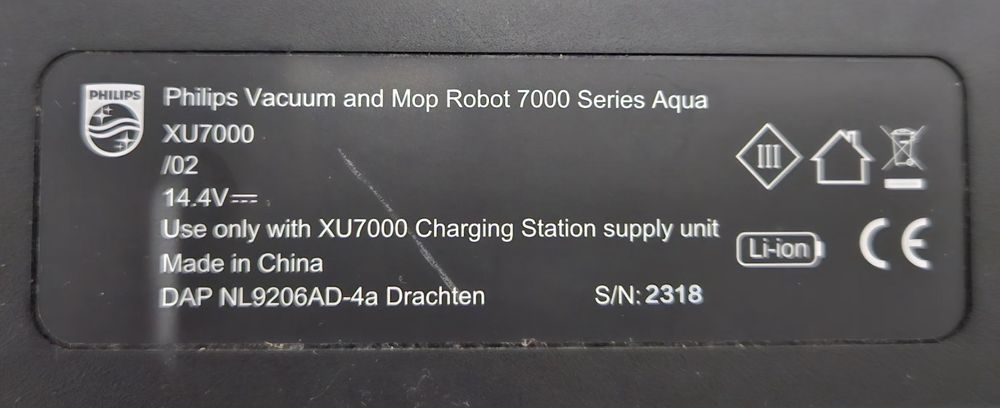 PHILIPS
Philips Vacuum and Mop Robot 7000 Series Aqua
XU7000
/02
14.4V⎓
Use only with XU7000 Charging Station supply unit
Made in China
DAP NL9206AD-4a Drachten
S/N: 2318
III
Li-ion
CE